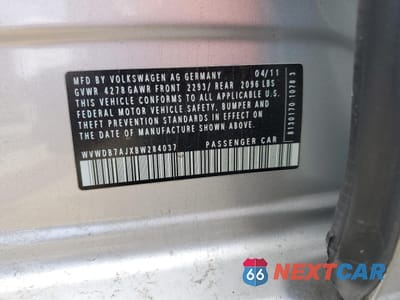 MFD BY VOLKSWAGEN AG GERMANY 04/11
GVWR 4278 GAWR FRONT 2293/ REAR 2096 LBS
THIS VEHICLE CONFORMS TO ALL APPLICABLE U.S.
FEDERAL MOTOR VEHICLE SAFETY, BUMPER AND
THEFT PREVENTION STANDARDS IN EFFECT ON THE
DATE OF MANUFACTURE SHOWN ABOVE.
WVWDB7AJXBW284037 PASSENGER CAR
66 NEXTCAR